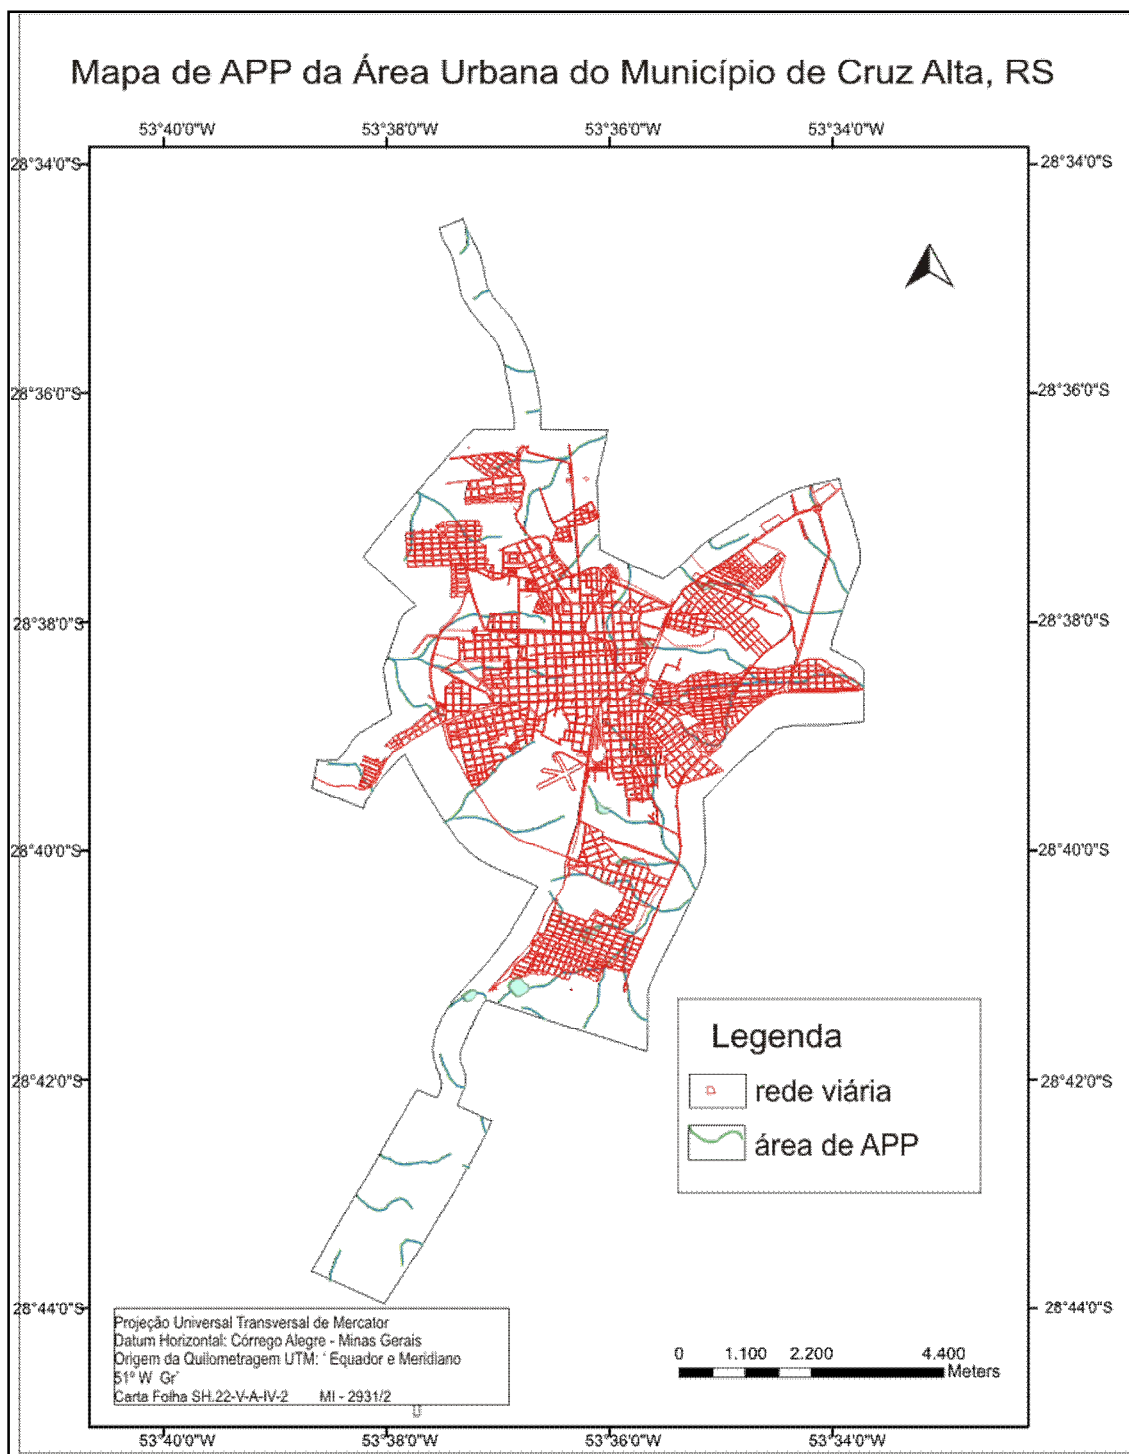 Mapa de APP da Área Urbana do Município de Cruz Alta, RS
53°40'0"W 53°38'0"W 53°36'0"W 53°34'0"W
28°34'0"S 28°34'0"S
28°36'0"S 28°36'0"S
28°38'0"S 28°38'0"S
28°40'0"S 28°40'0"S
Legenda
rede viária
28°42'0"S 28°42'0"S
área de APP
28°44'0"S 28°44'0"S
Projeção Universal Transversal de Mercator
Datum Horizontal: Córrego Alegre - Minas Gerais
Origem da Quilometragem UTM: ' Equador e Meridiano
51° W Gr'
Carta Folha SH.22-V-A-IV-2 MI - 2931/2
0 1.100 2.200 4.400
Meters
53°40'0"W 53°38'0"W 53°36'0"W 53°34'0"W